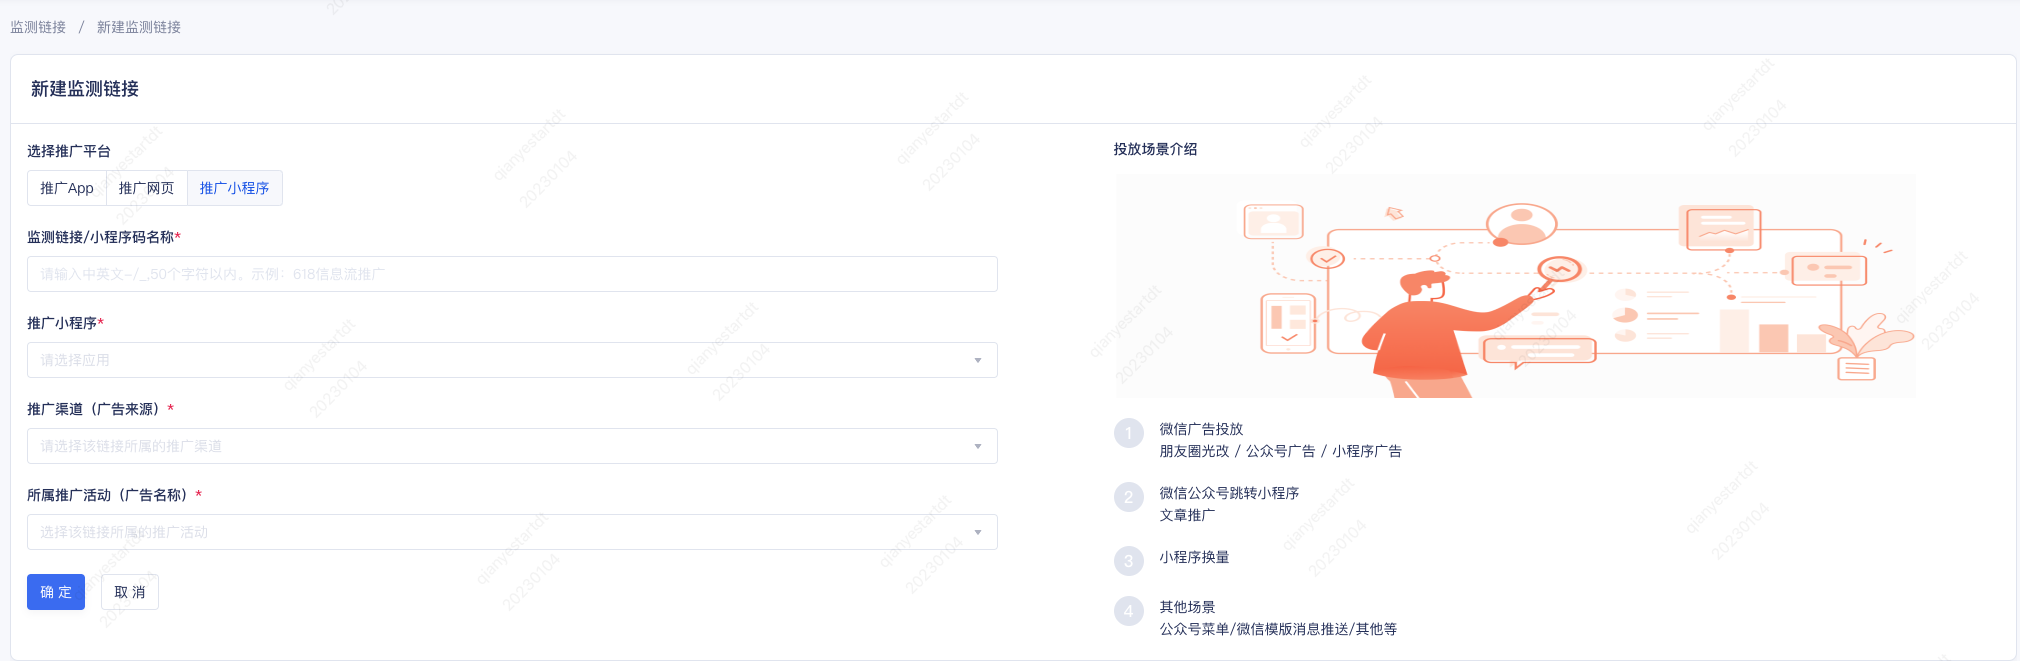 监测链接 / 新建监测链接
新建监测链接
选择推广平台
推广App 推广网页 推广小程序
监测链接/小程序码名称*
请输入中英文-/_,50个字符以内、示例：618信息流推广
推广小程序*
请选择应用
推广渠道（广告来源）*
请选择该链接所属的推广渠道
所属推广活动（广告名称）*
选择该链接所属的推广活动
确 定 取 消
投放场景介绍
1 微信广告投放
朋友圈光改 / 公众号广告 / 小程序广告
2 微信公众号跳转小程序
文章推广
3 小程序换量
4 其他场景
公众号菜单/微信模版消息推送/其他等
qianyestartdt
20230104